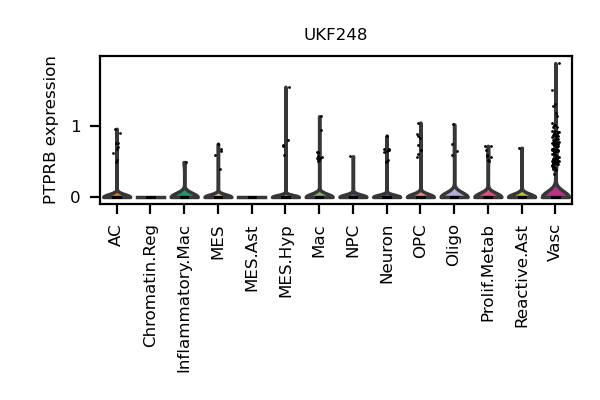 UKF248
PTPRB expression
1
0
AC
Chromatin.Reg
Inflammatory.Mac
MES
MES.Ast
MES.Hyp
Mac
NPC
Neuron
OPC
Oligo
Prolif.Metab
Reactive.Ast
Vasc